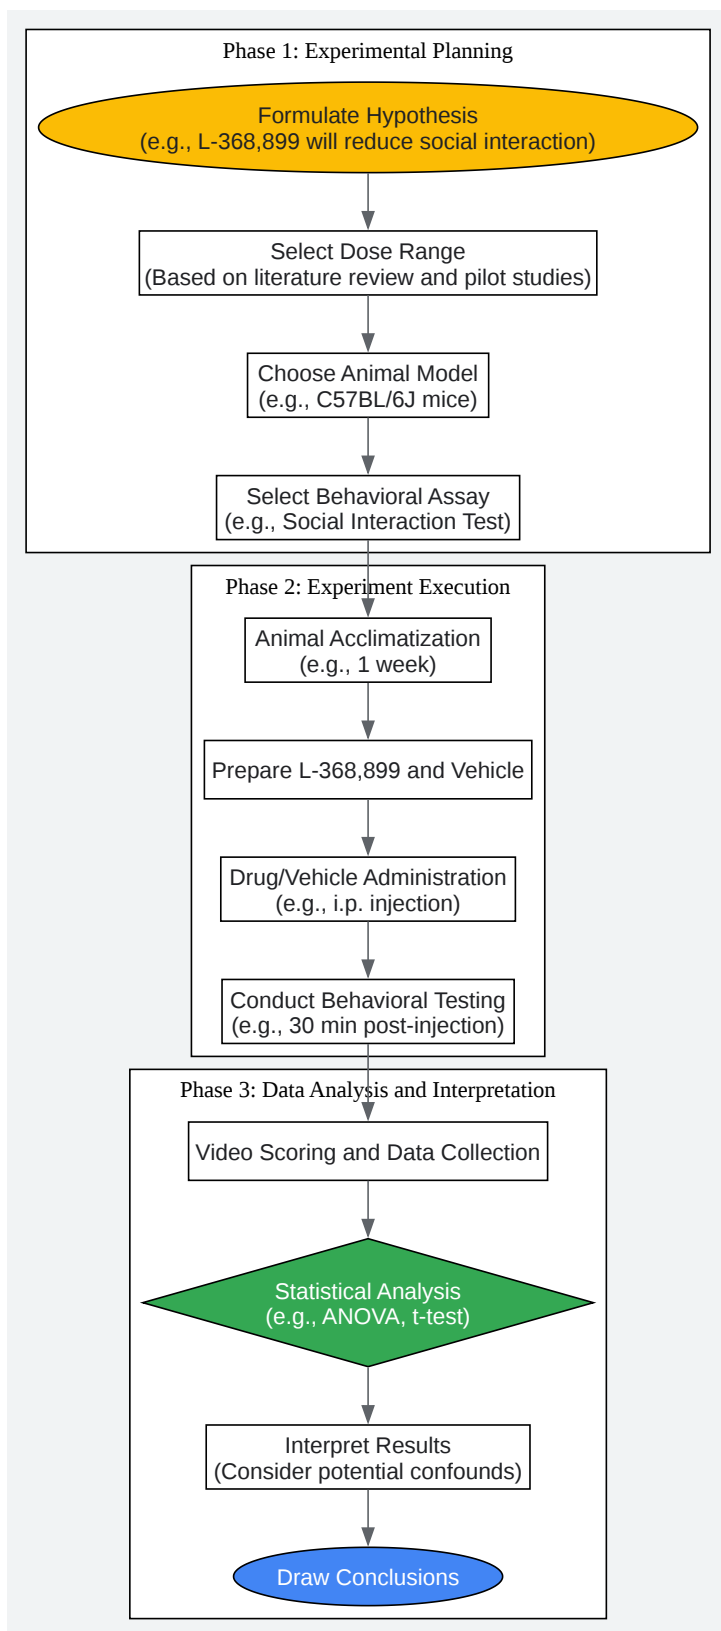 Phase 1: Experimental Planning
Formulate Hypothesis
(e.g., L-368,899 will reduce social interaction)
Select Dose Range
(Based on literature review and pilot studies)
Choose Animal Model
(e.g., C57BL/6J mice)
Select Behavioral Assay
(e.g., Social Interaction Test)
Phase 2: Experiment Execution
Animal Acclimatization
(e.g., 1 week)
Prepare L-368,899 and Vehicle
Drug/Vehicle Administration
(e.g., i.p. injection)
Conduct Behavioral Testing
(e.g., 30 min post-injection)
Phase 3: Data Analysis and Interpretation
Video Scoring and Data Collection
Statistical Analysis
(e.g., ANOVA, t-test)
Interpret Results
(Consider potential confounds)
Draw Conclusions